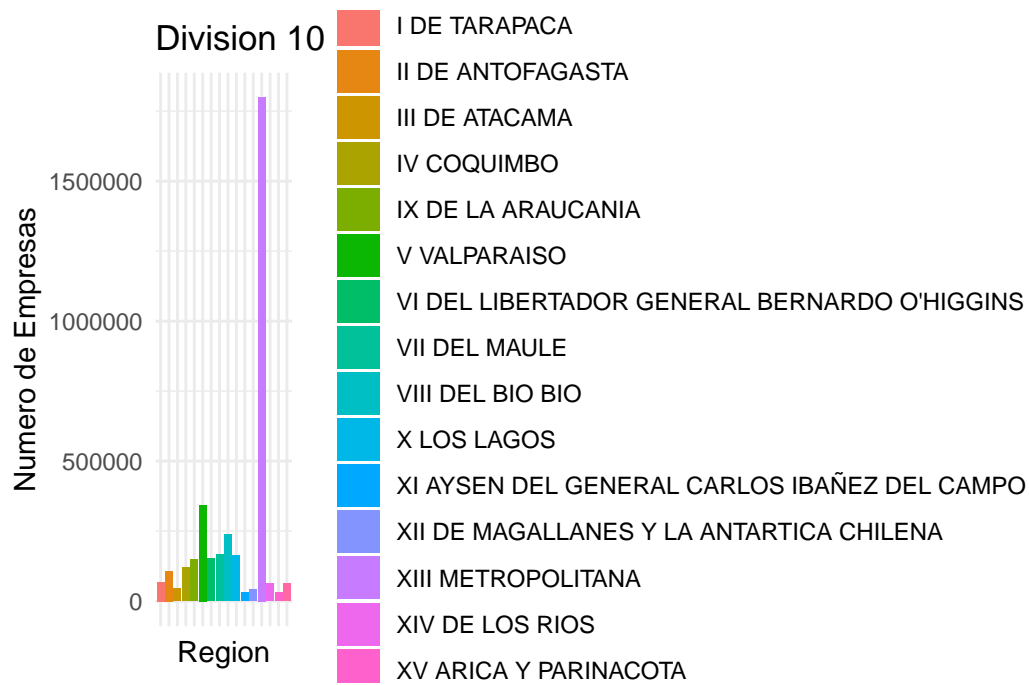 Division 10
Numero de Empresas
1500000
1000000
500000
0
Region
I DE TARAPACA
II DE ANTOFAGASTA
III DE ATACAMA
IV COQUIMBO
IX DE LA ARAUCANIA
V VALPARAISO
VI DEL LIBERTADOR GENERAL BERNARDO O'HIGGINS
VII DEL MAULE
VIII DEL BIO BIO
X LOS LAGOS
XI AYSEN DEL GENERAL CARLOS IBAÑEZ DEL CAMPO
XII DE MAGALLANES Y LA ANTARTICA CHILENA
XIII METROPOLITANA
XIV DE LOS RIOS
XV ARICA Y PARINACOTA